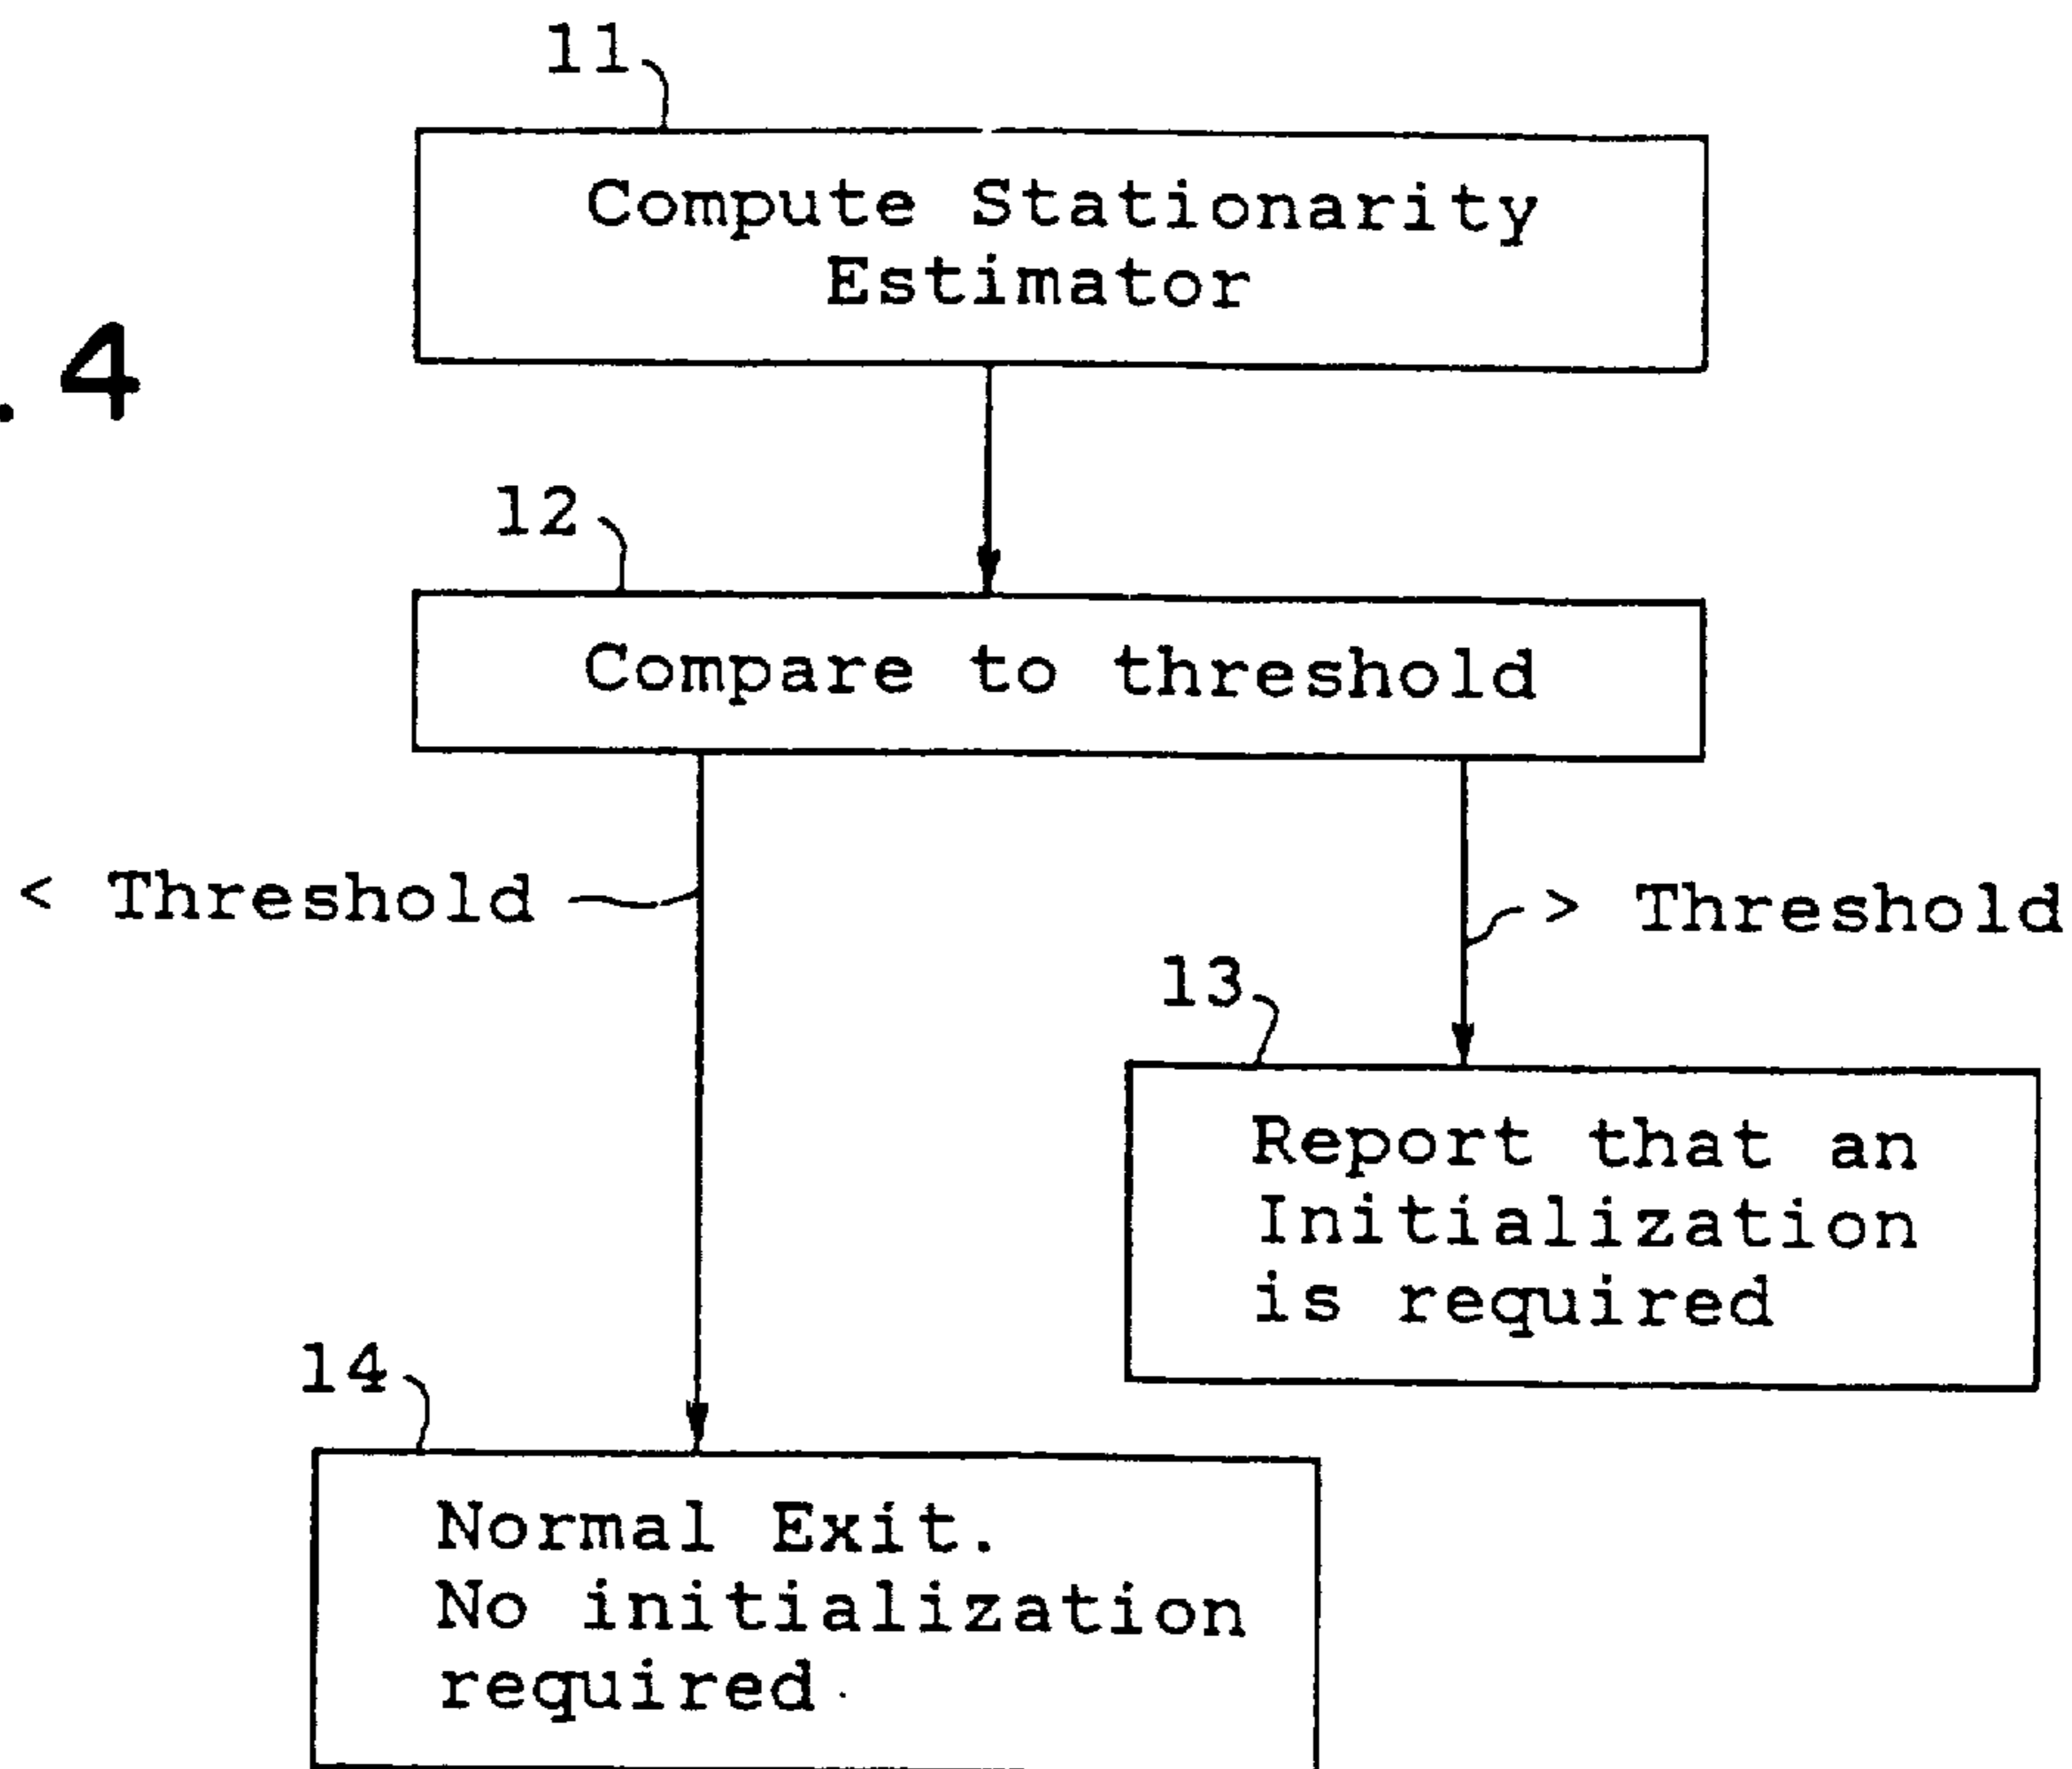 11
Compute Stationarity
Estimator
. 4
12
Compare to threshold
< Threshold
> Threshold
13
Report that an
Initialization
is required
14
Normal Exit.
No initialization
required.